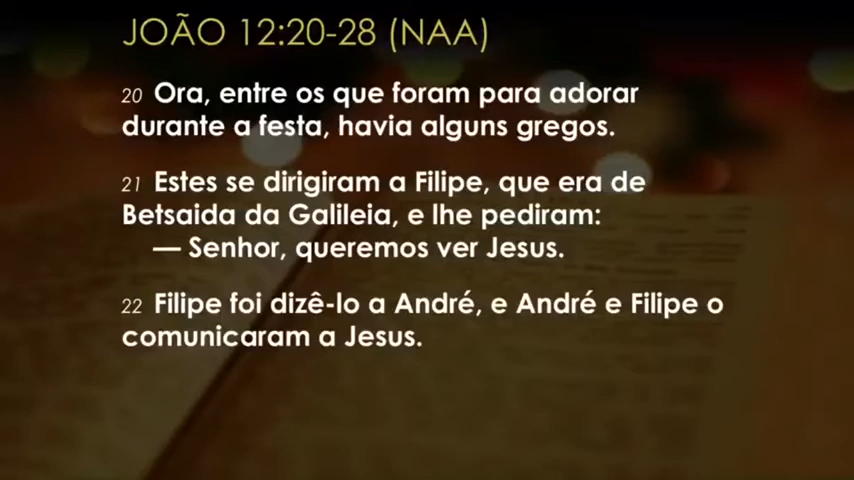 JOÃO 12:20-28 (NAA)
20 Ora, entre os que foram para adorar
durante a festa, havia alguns gregos.
21 Estes se dirigiram a Filipe, que era de
Betsaida da Galileia, e lhe pediram:
— Senhor, queremos ver Jesus.
22 Filipe foi dizê-lo a André, e André e Filipe o
comunicaram a Jesus.